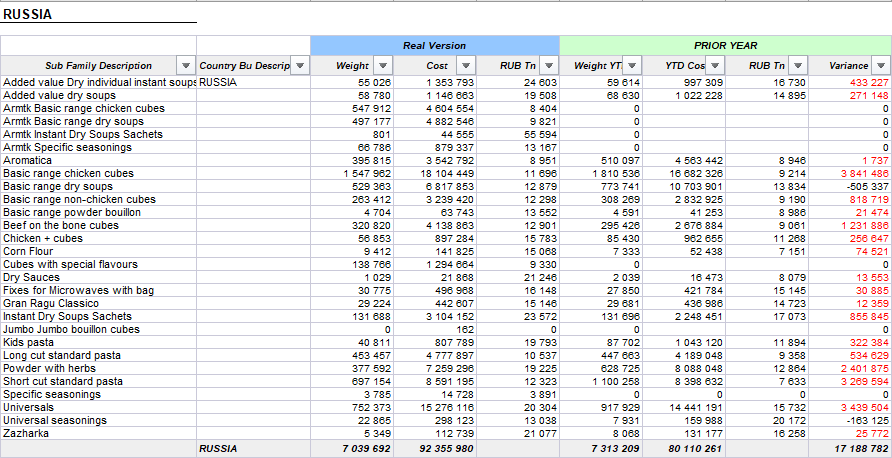 RUSSIA
Real Version PRIOR YEAR
Sub Family Description Country Bu Descrip Weight Cost RUB Tn Weight YT YTD Cos RUB Tn Variance
Added value Dry individual instant soups RUSSIA 55 026 1 353 793 24 603 59 614 997 309 16 730 433 227
Added value dry soups 58 780 1 146 663 19 508 68 630 1 022 228 14 895 271 148
Armtk Basic range chicken cubes 547 912 4 604 554 8 404 0 0
Armtk Basic range dry soups 497 177 4 882 546 9 821 0 0
Armtk Instant Dry Soups Sachets 801 44 555 55 594 0 0
Armtk Specific seasonings 66 786 879 337 13 167 0 0
Aromatica 395 815 3 542 792 8 951 510 097 4 563 442 8 946 1 737
Basic range chicken cubes 1 547 962 18 104 449 11 696 1 810 536 16 682 326 9 214 3 841 486
Basic range dry soups 529 363 6 817 853 12 879 773 741 10 703 901 13 834 -505 337
Basic range non-chicken cubes 263 412 3 239 420 12 298 308 269 2 832 925 9 190 818 719
Basic range powder bouillon 4 704 63 743 13 552 4 591 41 253 8 986 21 474
Beef on the bone cubes 320 820 4 138 863 12 901 295 426 2 676 884 9 061 1 231 886
Chicken + cubes 56 853 897 284 15 783 85 430 962 655 11 268 256 647
Corn Flour 9 412 141 825 15 068 7 333 52 438 7 151 74 521
Cubes with special flavours 138 766 1 294 664 9 330 0 0
Dry Sauces 1 029 21 868 21 246 2 039 16 473 8 079 13 553
Fixes for Microwaves with bag 30 775 496 968 16 148 27 850 421 784 15 145 30 885
Gran Ragu Classico 29 224 442 607 15 146 29 681 436 986 14 723 12 359
Instant Dry Soups Sachets 131 688 3 104 152 23 572 131 696 2 248 451 17 073 855 845
Jumbo Jumbo bouillon cubes 0 162 0 0 0
Kids pasta 40 811 807 789 19 793 87 702 1 043 120 11 894 322 384
Long cut standard pasta 453 457 4 777 897 10 537 447 663 4 189 048 9 358 534 629
Powder with herbs 377 592 7 259 296 19 225 628 725 8 088 048 12 864 2 401 875
Short cut standard pasta 697 154 8 591 195 12 323 1 100 258 8 398 632 7 633 3 269 594
Specific seasonings 3 785 14 728 3 891 0 0 0 0
Universals 752 373 15 276 116 20 304 917 929 14 441 191 15 732 3 439 504
Universal seasonings 22 865 298 123 13 038 7 931 159 988 20 172 -163 125
Zazharka 5 349 112 739 21 077 8 068 131 177 16 258 25 772
RUSSIA 7 039 692 92 355 980 7 313 209 80 110 261 17 188 782